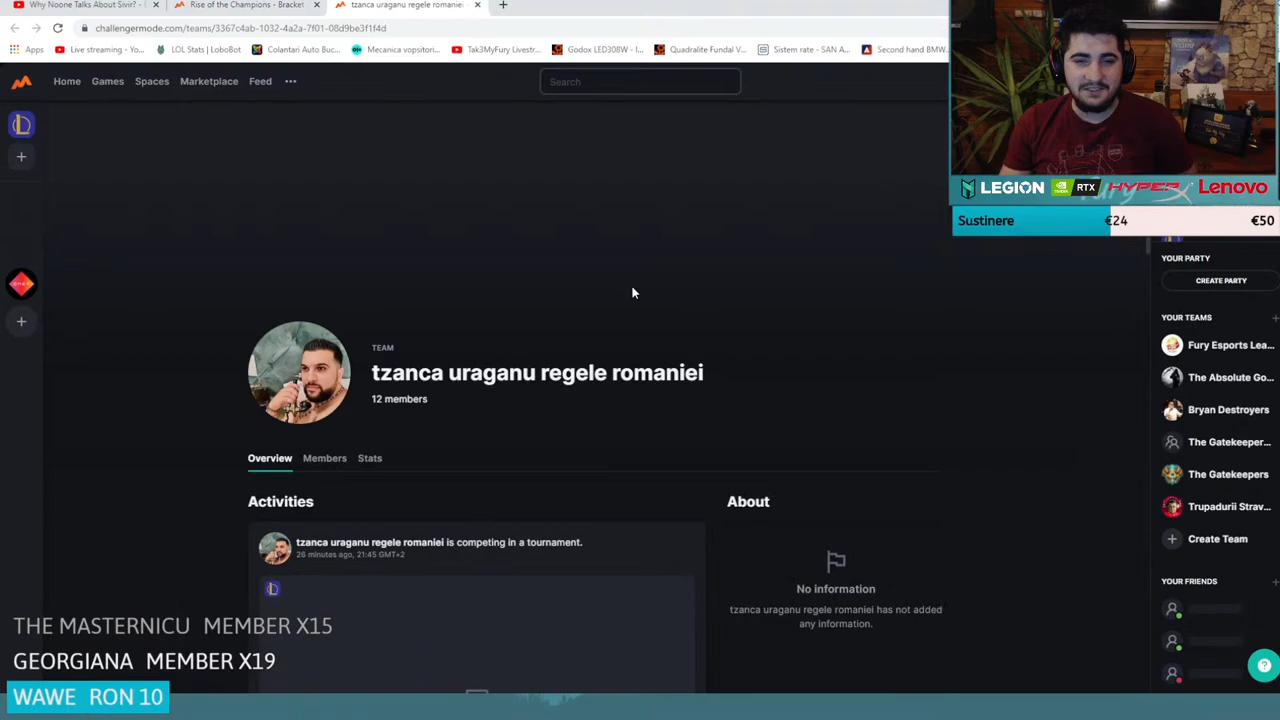 Why Noone Talks About Sivir? -
Rise of the Champions - Bracket
tzanca uraganu regele romaniei
challengermode.com/teams/3367c4ab-1032-4a2a-7f01-08d9be3f1f4d
Apps
Live streaming - Yo...
LOL Stats | LoboBot
Colantari Auto Buc...
Mecanica vopsitori...
Tak3MyFury Livestr...
Godox LED308W - I...
Quadralite Fundal V...
Sistem rate - SAN A...
Second hand BMW...
Home
Games
Spaces
Marketplace
Feed
Search
LEGION
NVIDIA
RTX
HYPERX
Lenovo
Sustinere
€24
€50
TEAM
tzanca uraganu regele romaniei
12 members
Overview
Members
Stats
Activities
tzanca uraganu regele romaniei is competing in a tournament.
26 minutes ago, 21:45 GMT+2
About
No information
tzanca uraganu regele romaniei has not added
any information.
YOUR PARTY
CREATE PARTY
YOUR TEAMS
Fury Esports Lea...
The Absolute Go...
Bryan Destroyers
The Gatekeeper...
The Gatekeepers
Trupadurii Strav...
Create Team
YOUR FRIENDS
THE MASTERNICU MEMBER X15
GEORGIANA MEMBER X19
WAWE RON 10